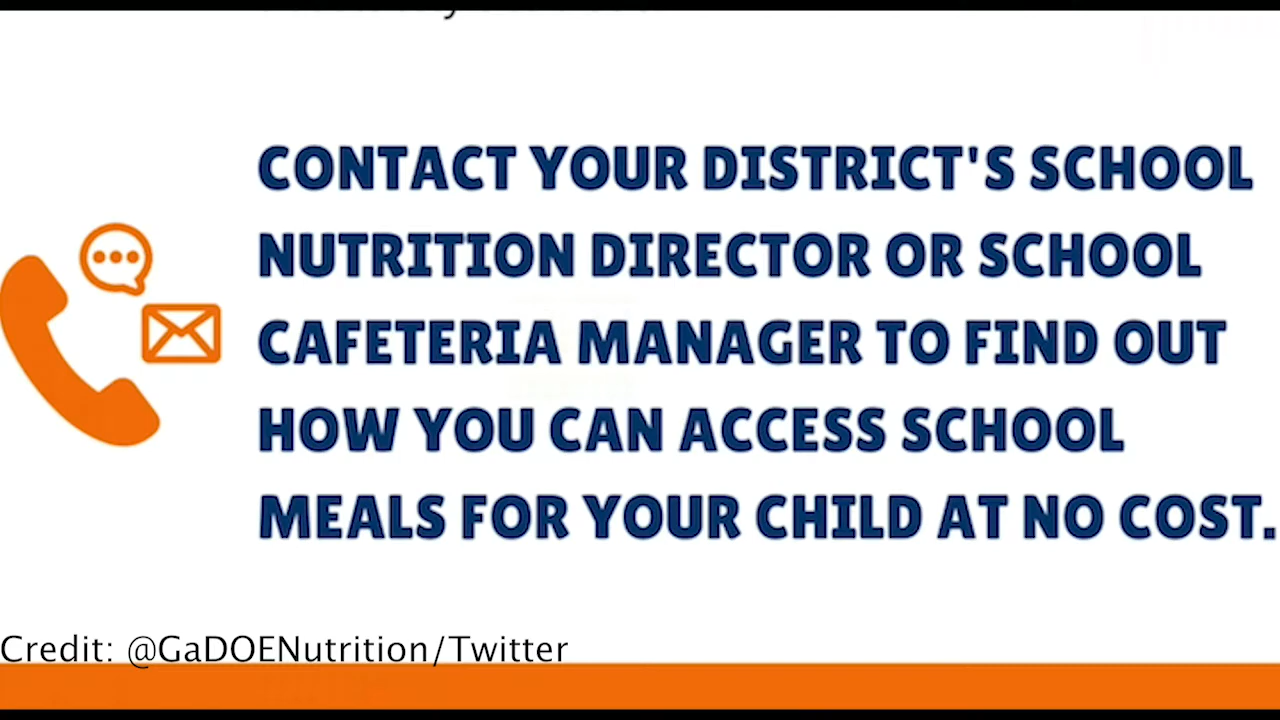 CONTACT YOUR DISTRICT'S SCHOOL
NUTRITION DIRECTOR OR SCHOOL
CAFETERIA MANAGER TO FIND OUT
HOW YOU CAN ACCESS SCHOOL
MEALS FOR YOUR CHILD AT NO COST.
Credit: @GaDOENutrition/Twitter